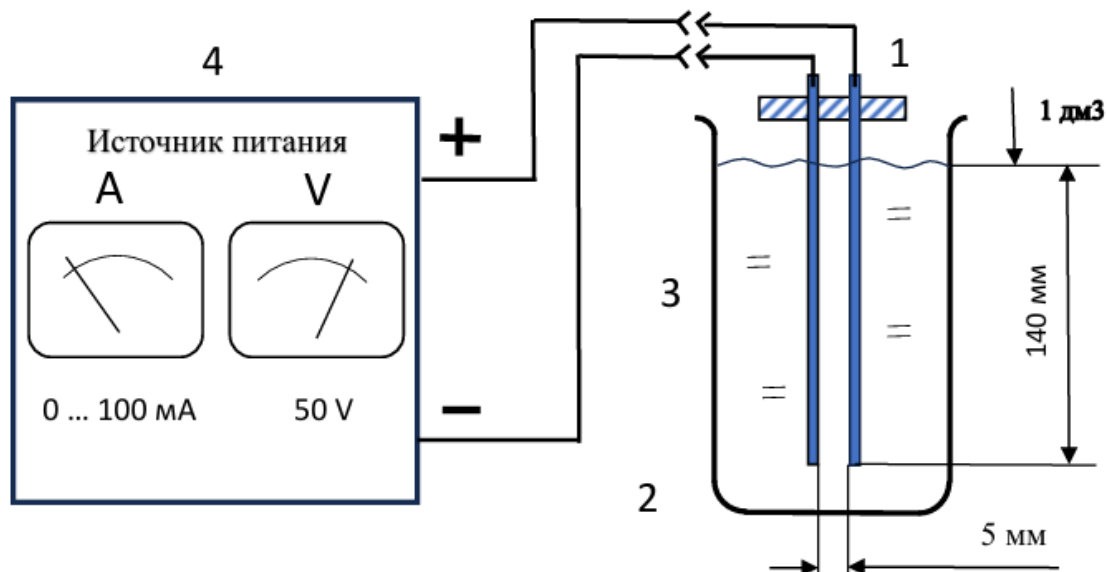 4
Источник питания
A V
0 ... 100 мА 50 V
+
−
1
1 дм3
3
140 мм
2
5 мм